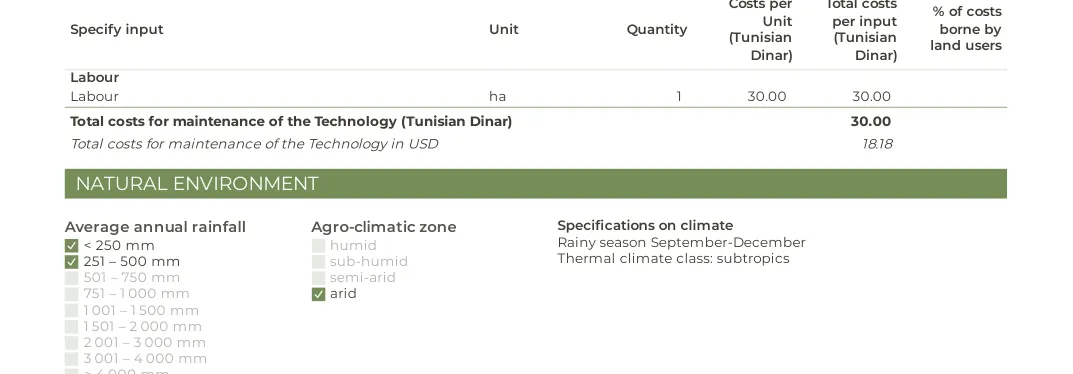 Specify input Unit Quantity Costs per Unit (Tunisian Dinar) Total costs per input (Tunisian Dinar) % of costs borne by land users
Labour
Labour ha 1 30.00 30.00
Total costs for maintenance of the Technology (Tunisian Dinar) 30.00
Total costs for maintenance of the Technology in USD 18.18
NATURAL ENVIRONMENT
Average annual rainfall
< 250 mm
251 – 500 mm
501 – 750 mm
751 – 1 000 mm
1 001 – 1 500 mm
1 501 – 2 000 mm
2 001 – 3 000 mm
3 001 – 4 000 mm
> 4 000 mm
Agro-climatic zone
humid
sub-humid
semi-arid
arid
Specifications on climate
Rainy season September-December
Thermal climate class: subtropics